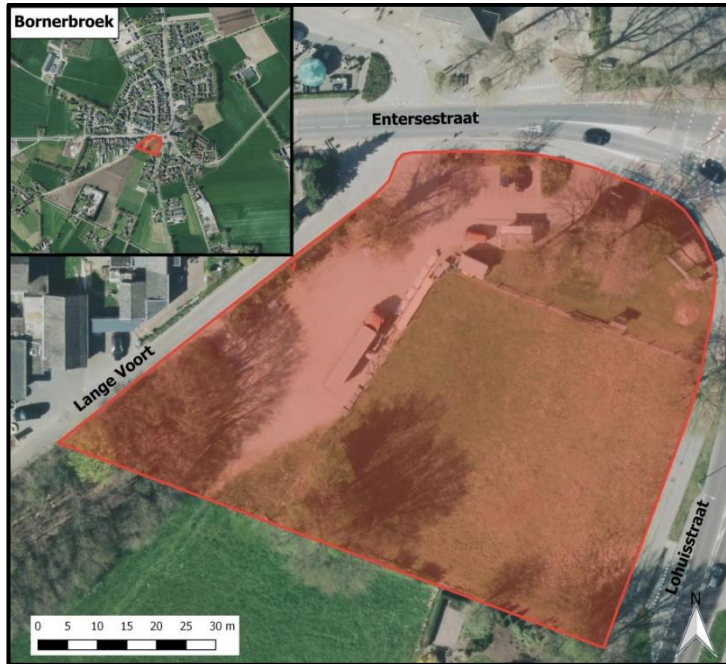 Bornerbroek
Entersestraat
Lange Voort
Lohuisstraat
N
0 5 10 15 20 25 30 m